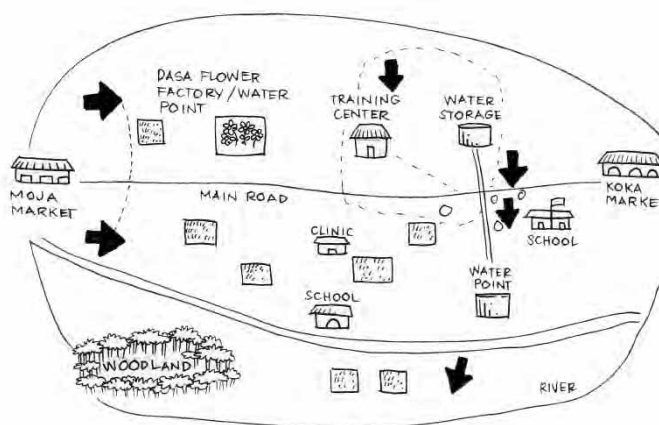 DASA FLOWER
FACTORY/WATER
POINT
TRAINING
CENTER
WATER
STORAGE
MOJA
MARKET
MAIN ROAD
KOKA
MARKET
CLINIC
SCHOOL
WATER
POINT
SCHOOL
WOODLAND
RIVER